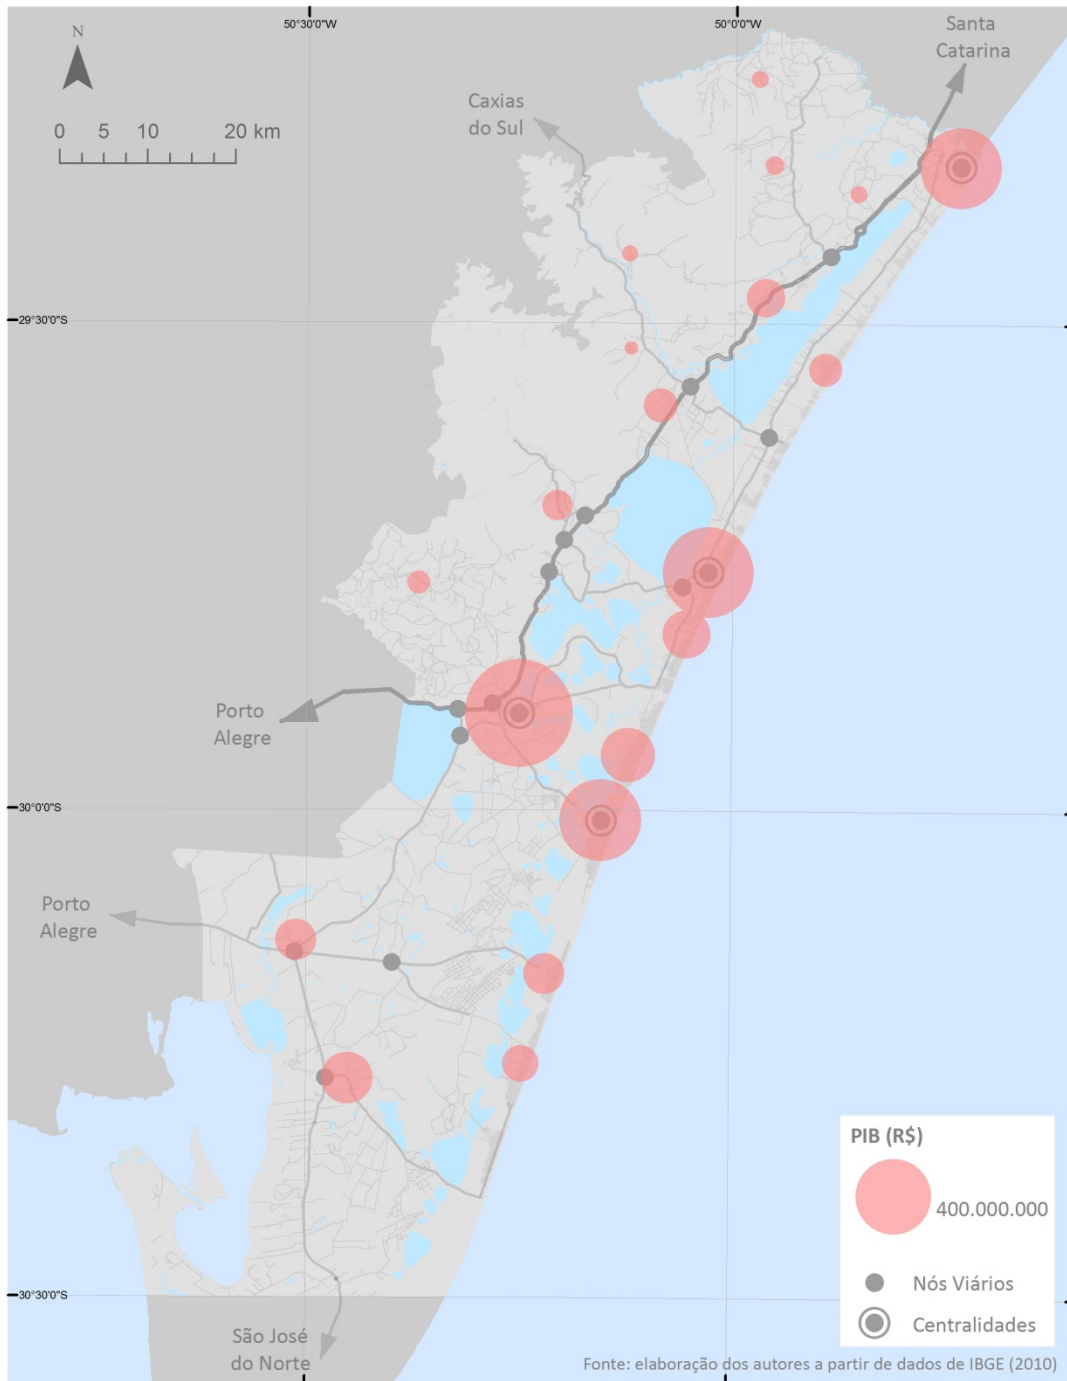 50°30'0"W
50°0'0"W
Santa
Catarina
N
Caxias
do Sul
0 5 10 20 km
29°30'0"S
Porto
Alegre
30°0'0"S
Porto
Alegre
PIB (R$)
400.000.000
Nós Viários
Centralidades
30°30'0"S
São José
do Norte
Fonte: elaboração dos autores a partir de dados de IBGE (2010)